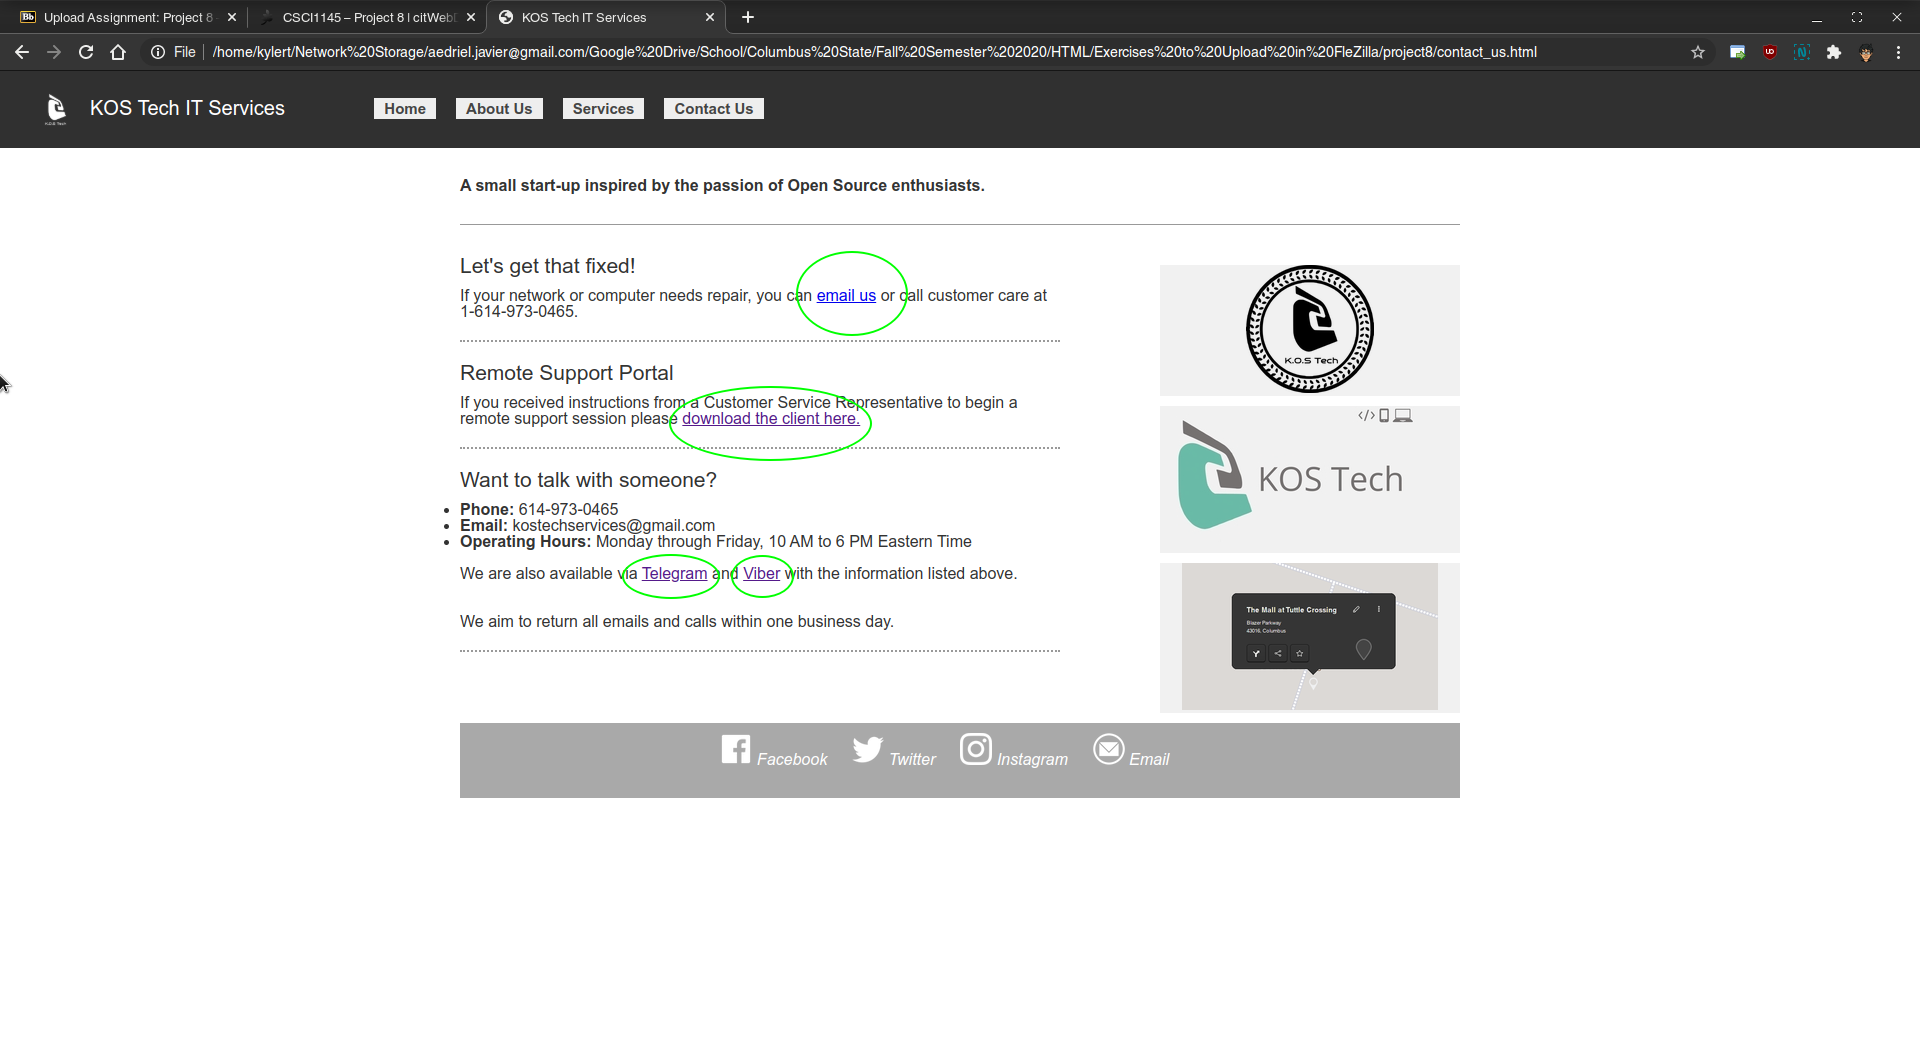 Upload Assignment: Project 8
CSCI1145 – Project 8 | citWebD
KOS Tech IT Services
File
/home/kylert/Network%20Storage/aedriel.javier@gmail.com/Google%20Drive/School/Columbus%20State/Fall%20Semester%202020/HTML/Exercises%20to%20Upload%20in%20FleZilla/project8/contact_us.html
KOS Tech IT Services
Home
About Us
Services
Contact Us
A small start-up inspired by the passion of Open Source enthusiasts.
Let's get that fixed!
If your network or computer needs repair, you can email us or call customer care at
1-614-973-0465.
Remote Support Portal
If you received instructions from a Customer Service Representative to begin a
remote support session please download the client here.
Want to talk with someone?
Phone: 614-973-0465
Email: kostechservices@gmail.com
Operating Hours: Monday through Friday, 10 AM to 6 PM Eastern Time
We are also available via Telegram and Viber with the information listed above.
We aim to return all emails and calls within one business day.
K.O.S Tech
</>
KOS Tech
The Mall at Tuttle Crossing
Blazer Parkway
43016, Columbus
Facebook
Twitter
Instagram
Email